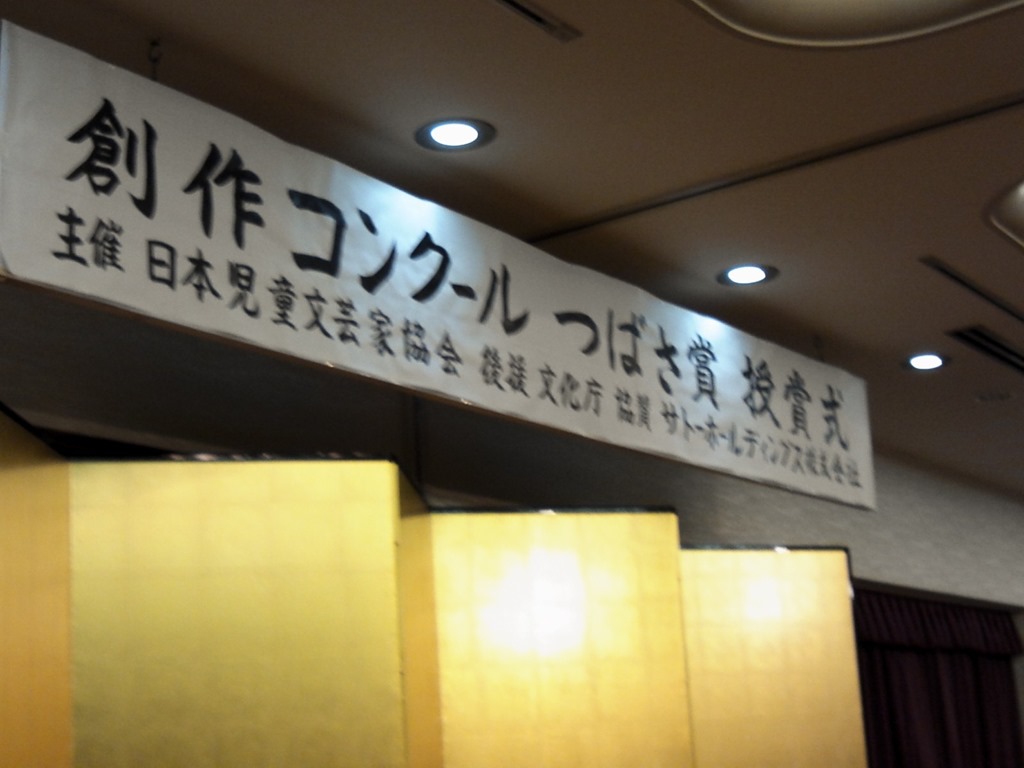 創作コンクール つばさ賞 授賞式
主催 日本児童文芸家協会 後援 文化庁 協賛 サトーホールディングス株式会社